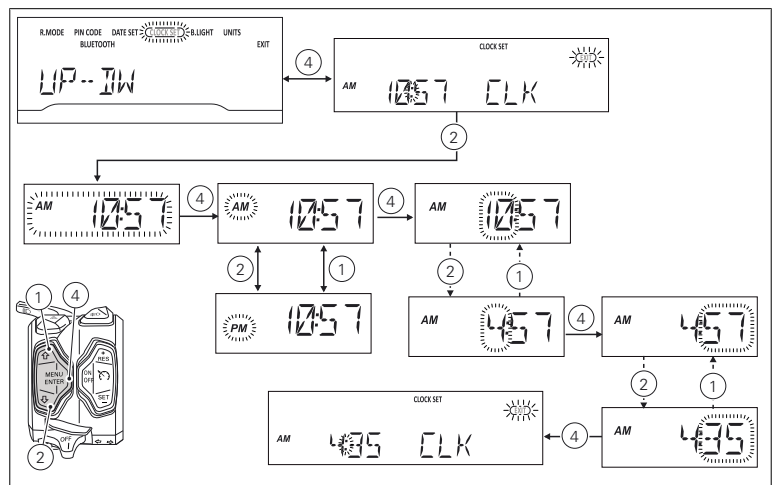 R.MODE PIN CODE DATE SET CLOCK SET B.LIGHT UNITS
BLUETOOTH
EXIT
UP--DW
4
CLOCK SET
EXIT
AM 10:57 CLK
2
AM 10:57
4
AM 10:57
4
AM 10:57
2
1
2
1
PM 10:57
AM 4:57
4
AM 4:57
2
1
CLOCK SET
EXIT
AM 4:35 CLK
4
AM 4:35
1
4
MENU
ENTER
+
RES
ON
OFF
SET
-
OFF
2